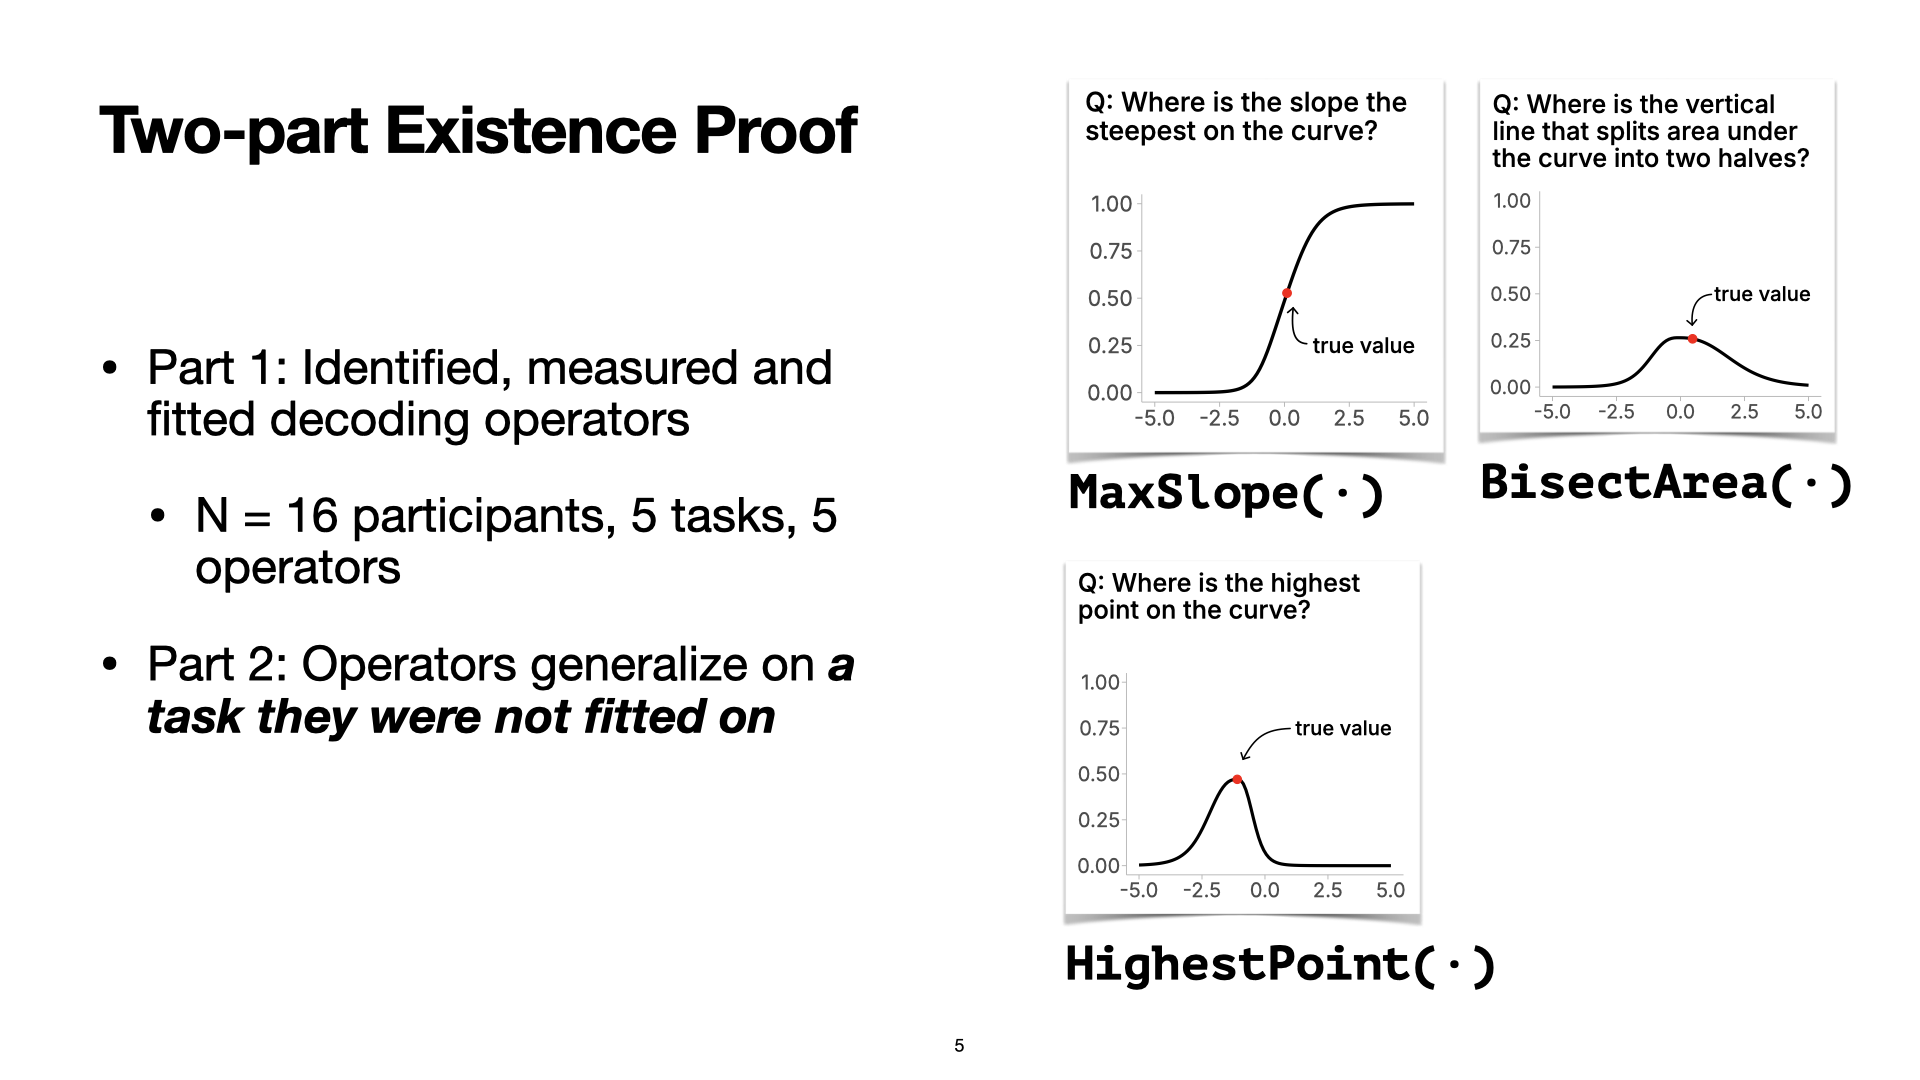 Two-part Existence Proof
• Part 1: Identified, measured and
fitted decoding operators
• N = 16 participants, 5 tasks, 5
operators
• Part 2: Operators generalize on a
task they were not fitted on
Q: Where is the slope the
steepest on the curve?
1.00
0.75
0.50
0.25
0.00
true value
-5.0 -2.5 0.0 2.5 5.0
MaxSlope(·)
Q: Where is the vertical
line that splits area under
the curve into two halves?
1.00
0.75
0.50
0.25
0.00
true value
-5.0 -2.5 0.0 2.5 5.0
BisectArea(·)
Q: Where is the highest
point on the curve?
1.00
0.75
0.50
0.25
0.00
true value
-5.0 -2.5 0.0 2.5 5.0
HighestPoint(·)
5